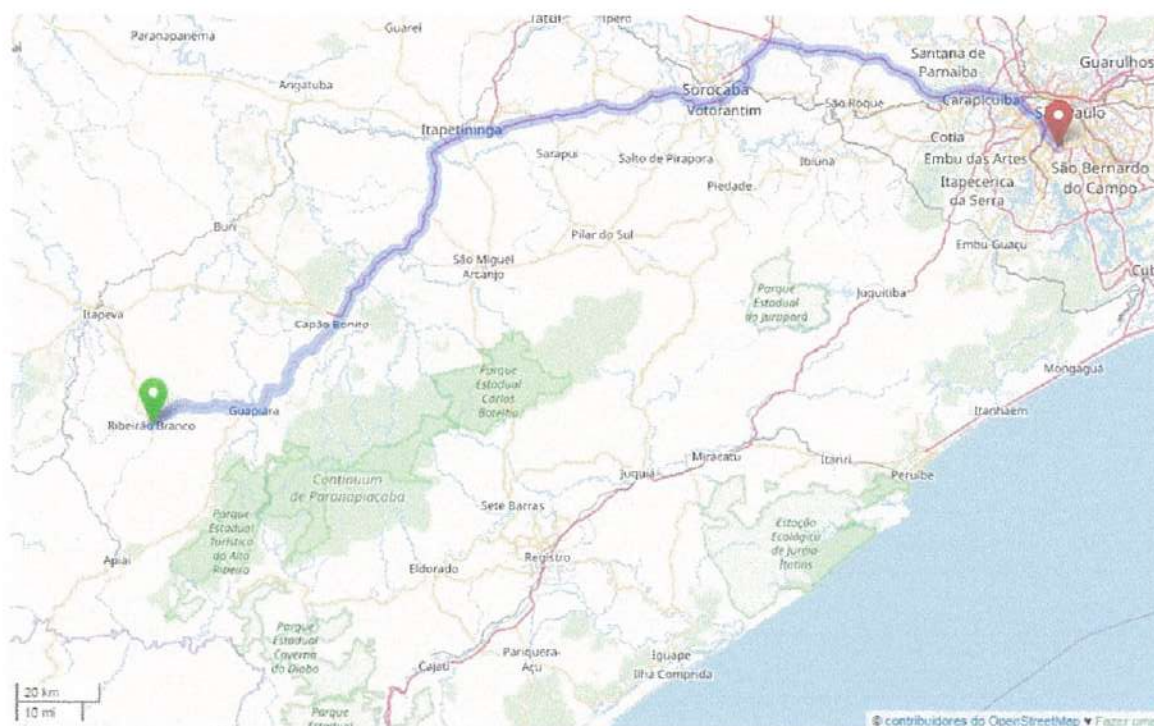 Tatuí
Iperó
Paranapanema
Guareí
Santana de
Parnaíba
Guarulhos
Angatuba
Sorocaba
Votorantim
São Roque
Carapicuíba
São Paulo
Itapetininga
Cotia
Sarapuí
Salto de Pirapora
Ibiúna
Embu das Artes
São Bernardo
do Campo
Piedade
Itapecerica
da Serra
Buri
Pilar do Sul
Embu-Guaçu
São Miguel
Arcanjo
Juquitiba
Parque
Estadual
do Jurupará
Itapeva
Capão Bonito
Parque
Estadual
Carlos
Botelho
Mongaguá
Guapiara
Ribeirão Branco
Itanhaém
Miracatu
Itariri
Juquiá
Peruíbe
Continuum
de Paranapiacaba
Sete Barras
Parque
Estadual
Turístico
do Alto
Ribeira
Estação
Ecológica
de Juréia
Itatins
Apiaí
Eldorado
Registro
Parque
Estadual
Caverna
do Diabo
Cajati
Pariquera-
Açu
Iguape
Ilha Comprida
Parque
Estadual
20 km
10 mi
© contribuidores do OpenStreetMap ♥ Fazer uma